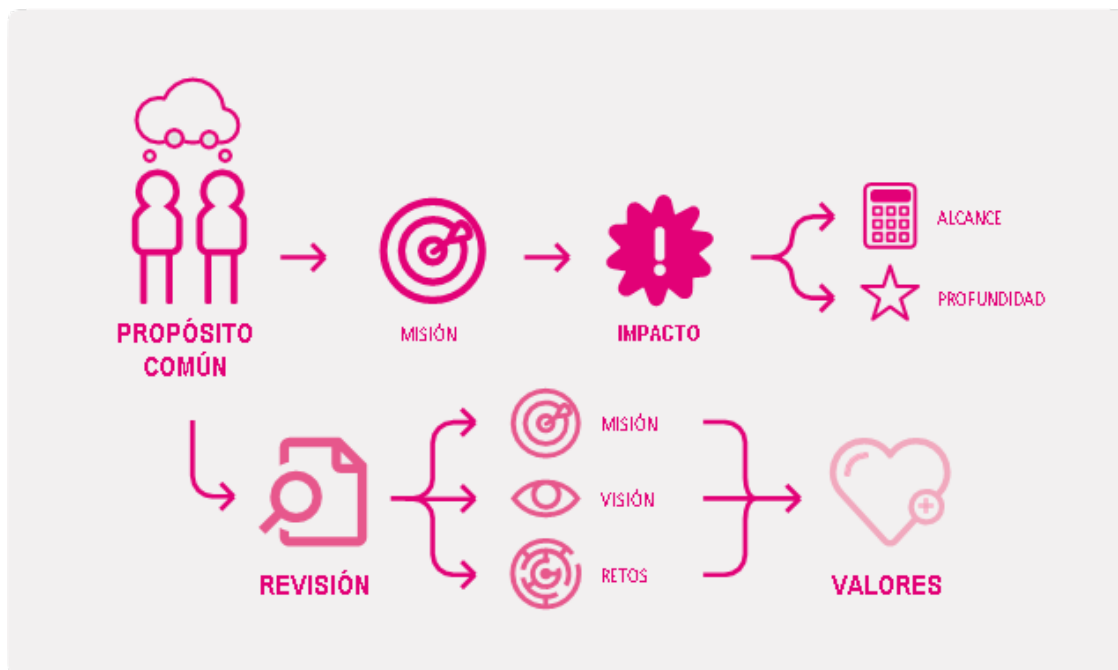 ALCANCE
PROFUNDIDAD
PROPÓSITO
COMÚN
MISIÓN
IMPACTO
MISIÓN
VISIÓN
RETOS
REVISIÓN
VALORES